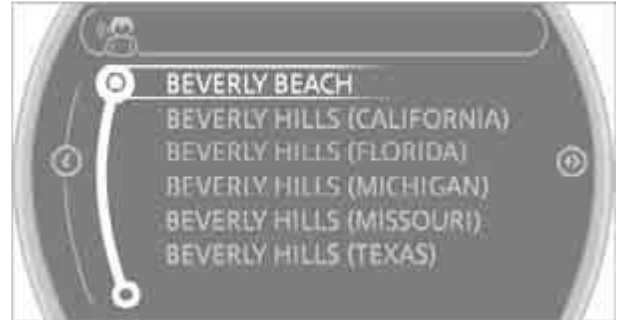 BEVERLY BEACH
BEVERLY HILLS (CALIFORNIA)
BEVERLY HILLS (FLORIDA)
BEVERLY HILLS (MICHIGAN)
BEVERLY HILLS (MISSOURI)
BEVERLY HILLS (TEXAS)